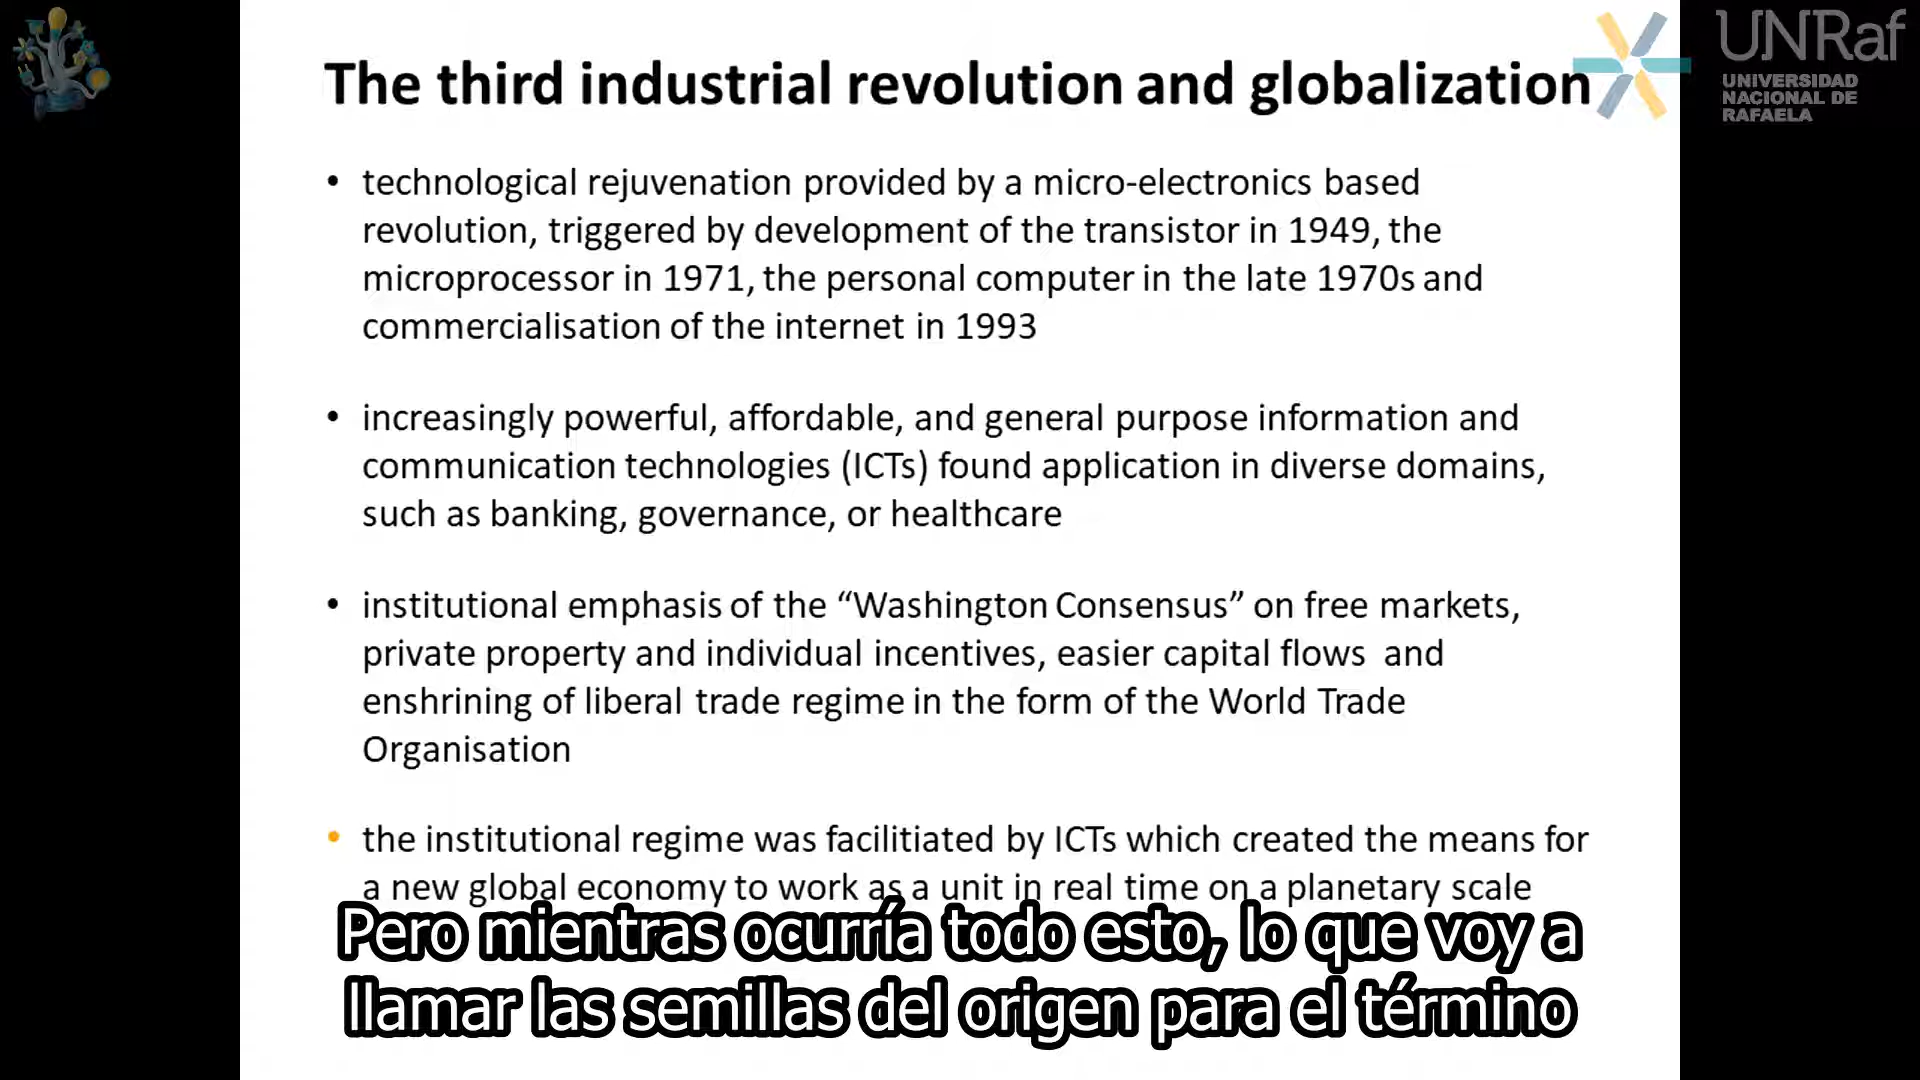 The third industrial revolution and globalization
UNRaf
UNIVERSIDAD
NACIONAL DE
RAFAELA
• technological rejuvenation provided by a micro-electronics based
revolution, triggered by development of the transistor in 1949, the
microprocessor in 1971, the personal computer in the late 1970s and
commercialisation of the internet in 1993
• increasingly powerful, affordable, and general purpose information and
communication technologies (ICTs) found application in diverse domains,
such as banking, governance, or healthcare
• institutional emphasis of the “Washington Consensus” on free markets,
private property and individual incentives, easier capital flows and
enshrining of liberal trade regime in the form of the World Trade
Organisation
• the institutional regime was facilitiated by ICTs which created the means for
a new global economy to work as a unit in real time on a planetary scale
Pero mientras ocurría todo esto, lo que voy a
llamar las semillas del origen para el término